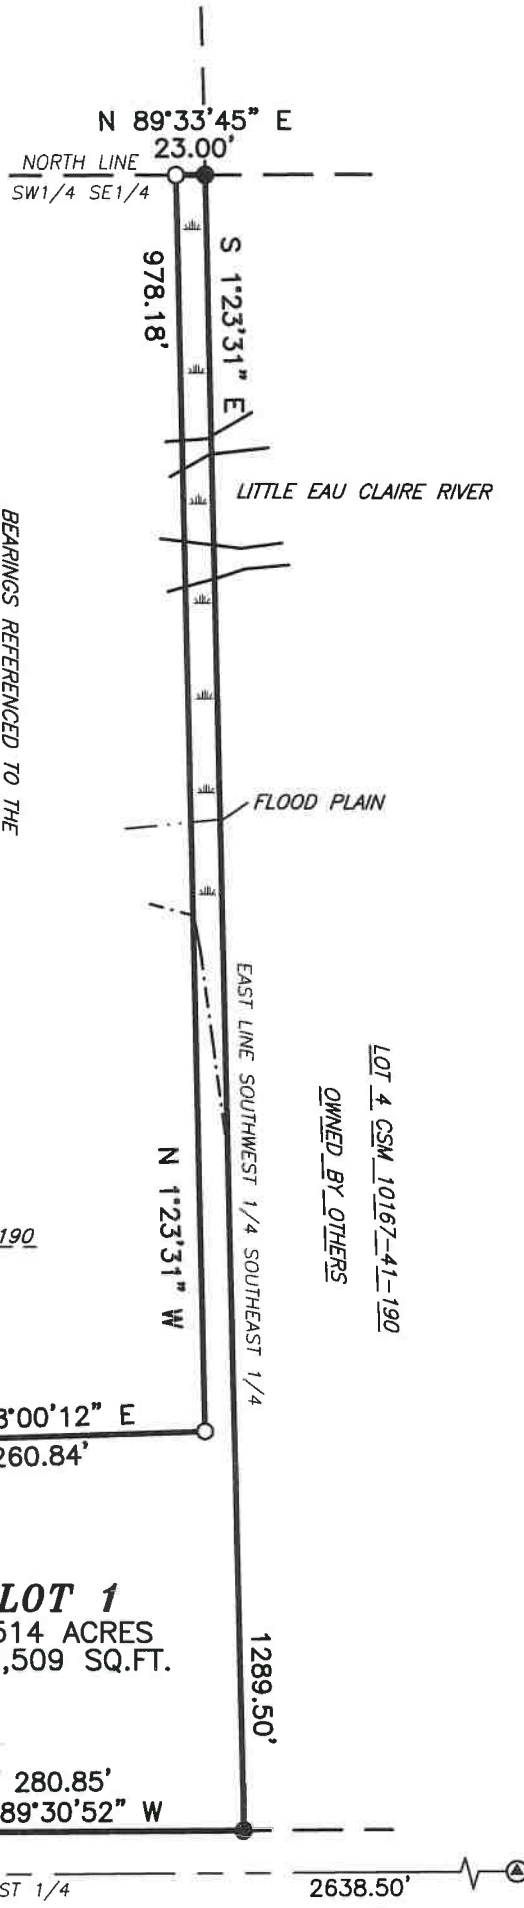 N 89°33'45" E
23.00'
NORTH LINE
SW1/4 SE1/4
S 1°23'31" E
978.18'
LITTLE EAU CLAIRE RIVER
BEARINGS REFERENCED TO THE
FLOOD PLAIN
EAST LINE SOUTHWEST 1/4 SOUTHEAST 1/4
LOT 4 CSM 10167-41-190
OWNED BY OTHERS
N 1°23'31" W
190
8°00'12" E
260.84'
LOT 1
514 ACRES
,509 SQ.FT.
1289.50'
280.85'
89°30'52" W
ST 1/4
2638.50'